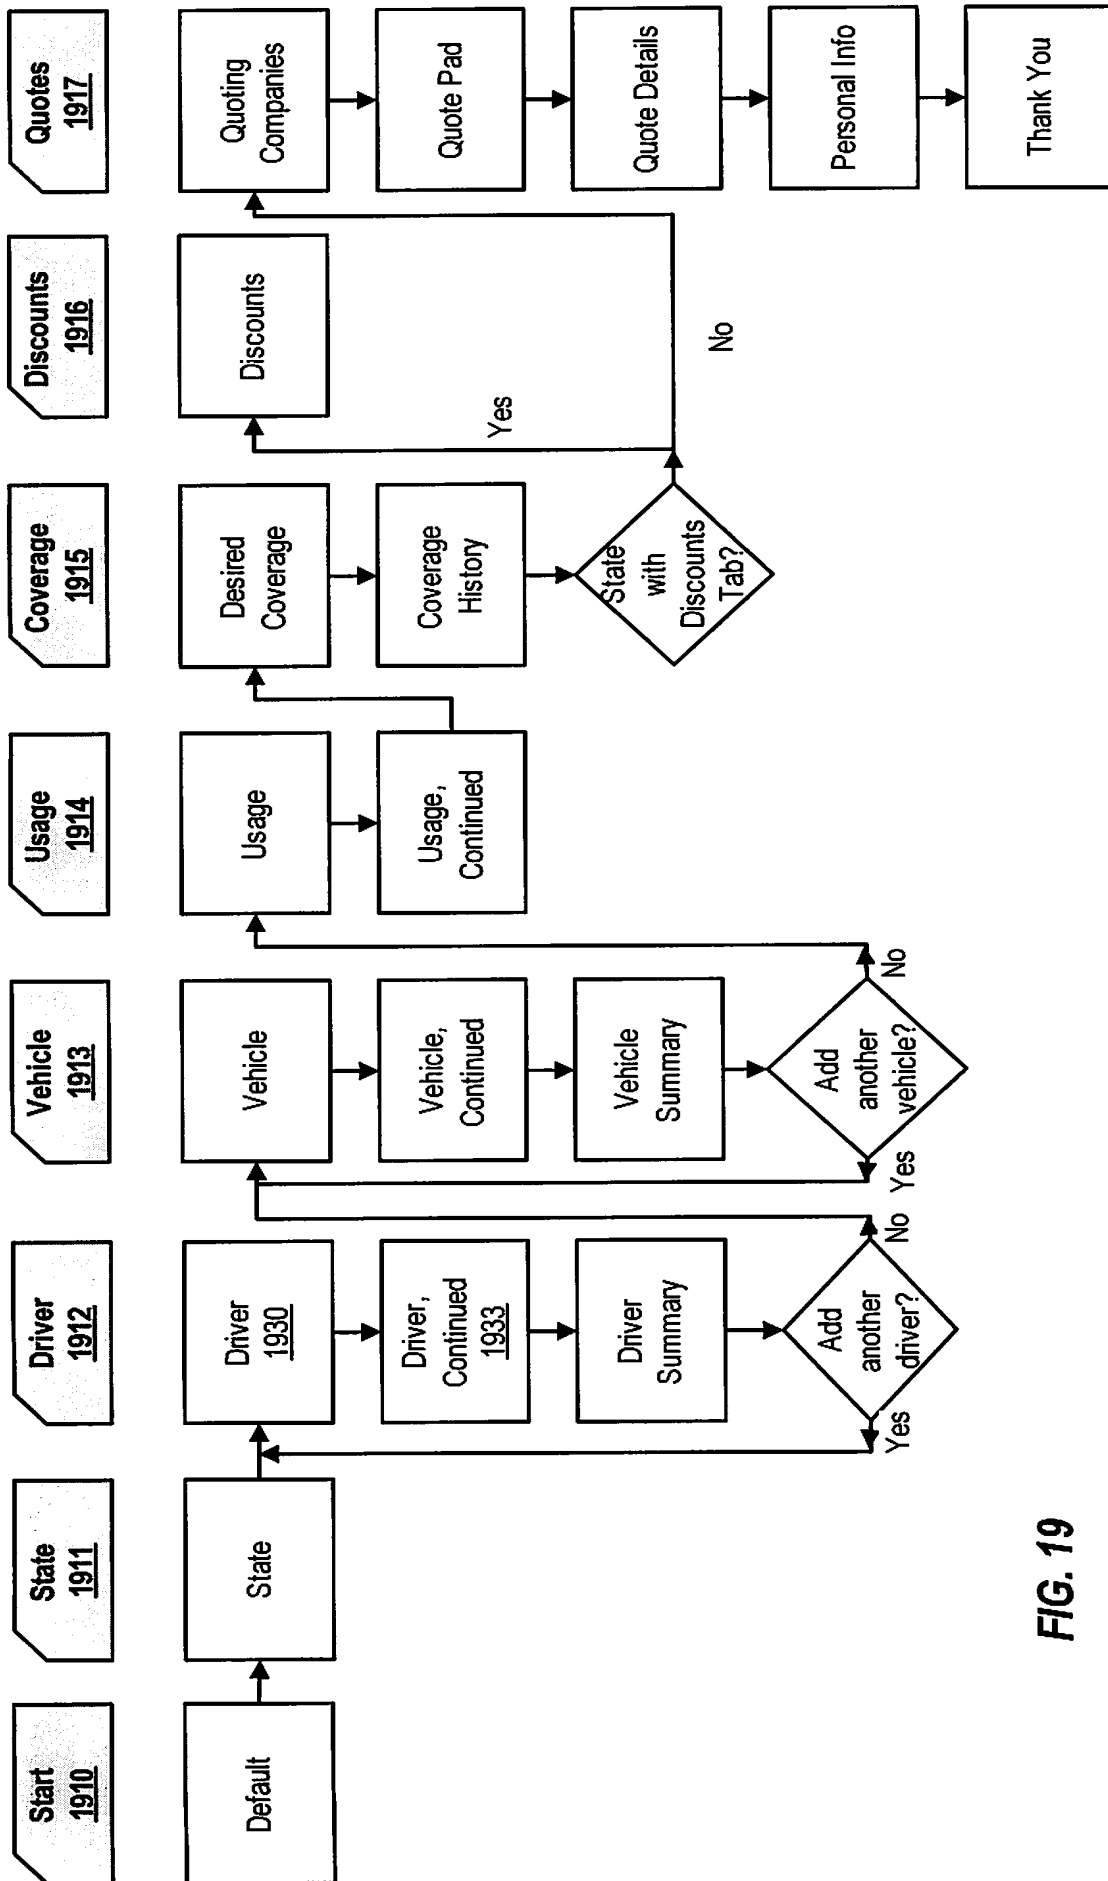 Start
1910
State
1911
Driver
1912
Vehicle
1913
Usage
1914
Coverage
1915
Discounts
1916
Quotes
1917
Default
State
Driver
1930
Driver,
Continued
1933
Driver
Summary
Add
another
driver?
Yes
No
Vehicle
Vehicle,
Continued
Vehicle
Summary
Add
another
vehicle?
Yes
No
Usage
Usage,
Continued
Desired
Coverage
Coverage
History
State
with
Discounts
Tab?
Yes
No
Discounts
Quoting
Companies
Quote Pad
Quote Details
Personal Info
Thank You
FIG. 19